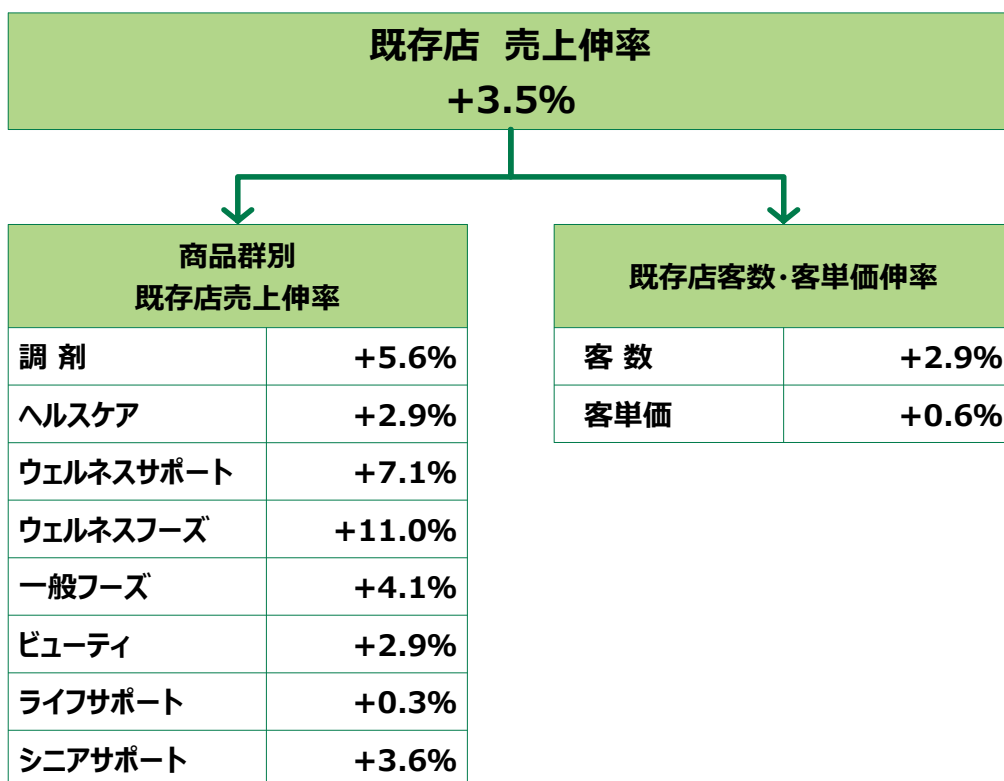 既存店 売上伸率
+3.5%
商品群別
既存店売上伸率
調 剤 +5.6%
ヘルスケア +2.9%
ウェルネスサポート +7.1%
ウェルネスフーズ +11.0%
一般フーズ +4.1%
ビューティ +2.9%
ライフサポート +0.3%
シニアサポート +3.6%
既存店客数・客単価伸率
客 数 +2.9%
客単価 +0.6%